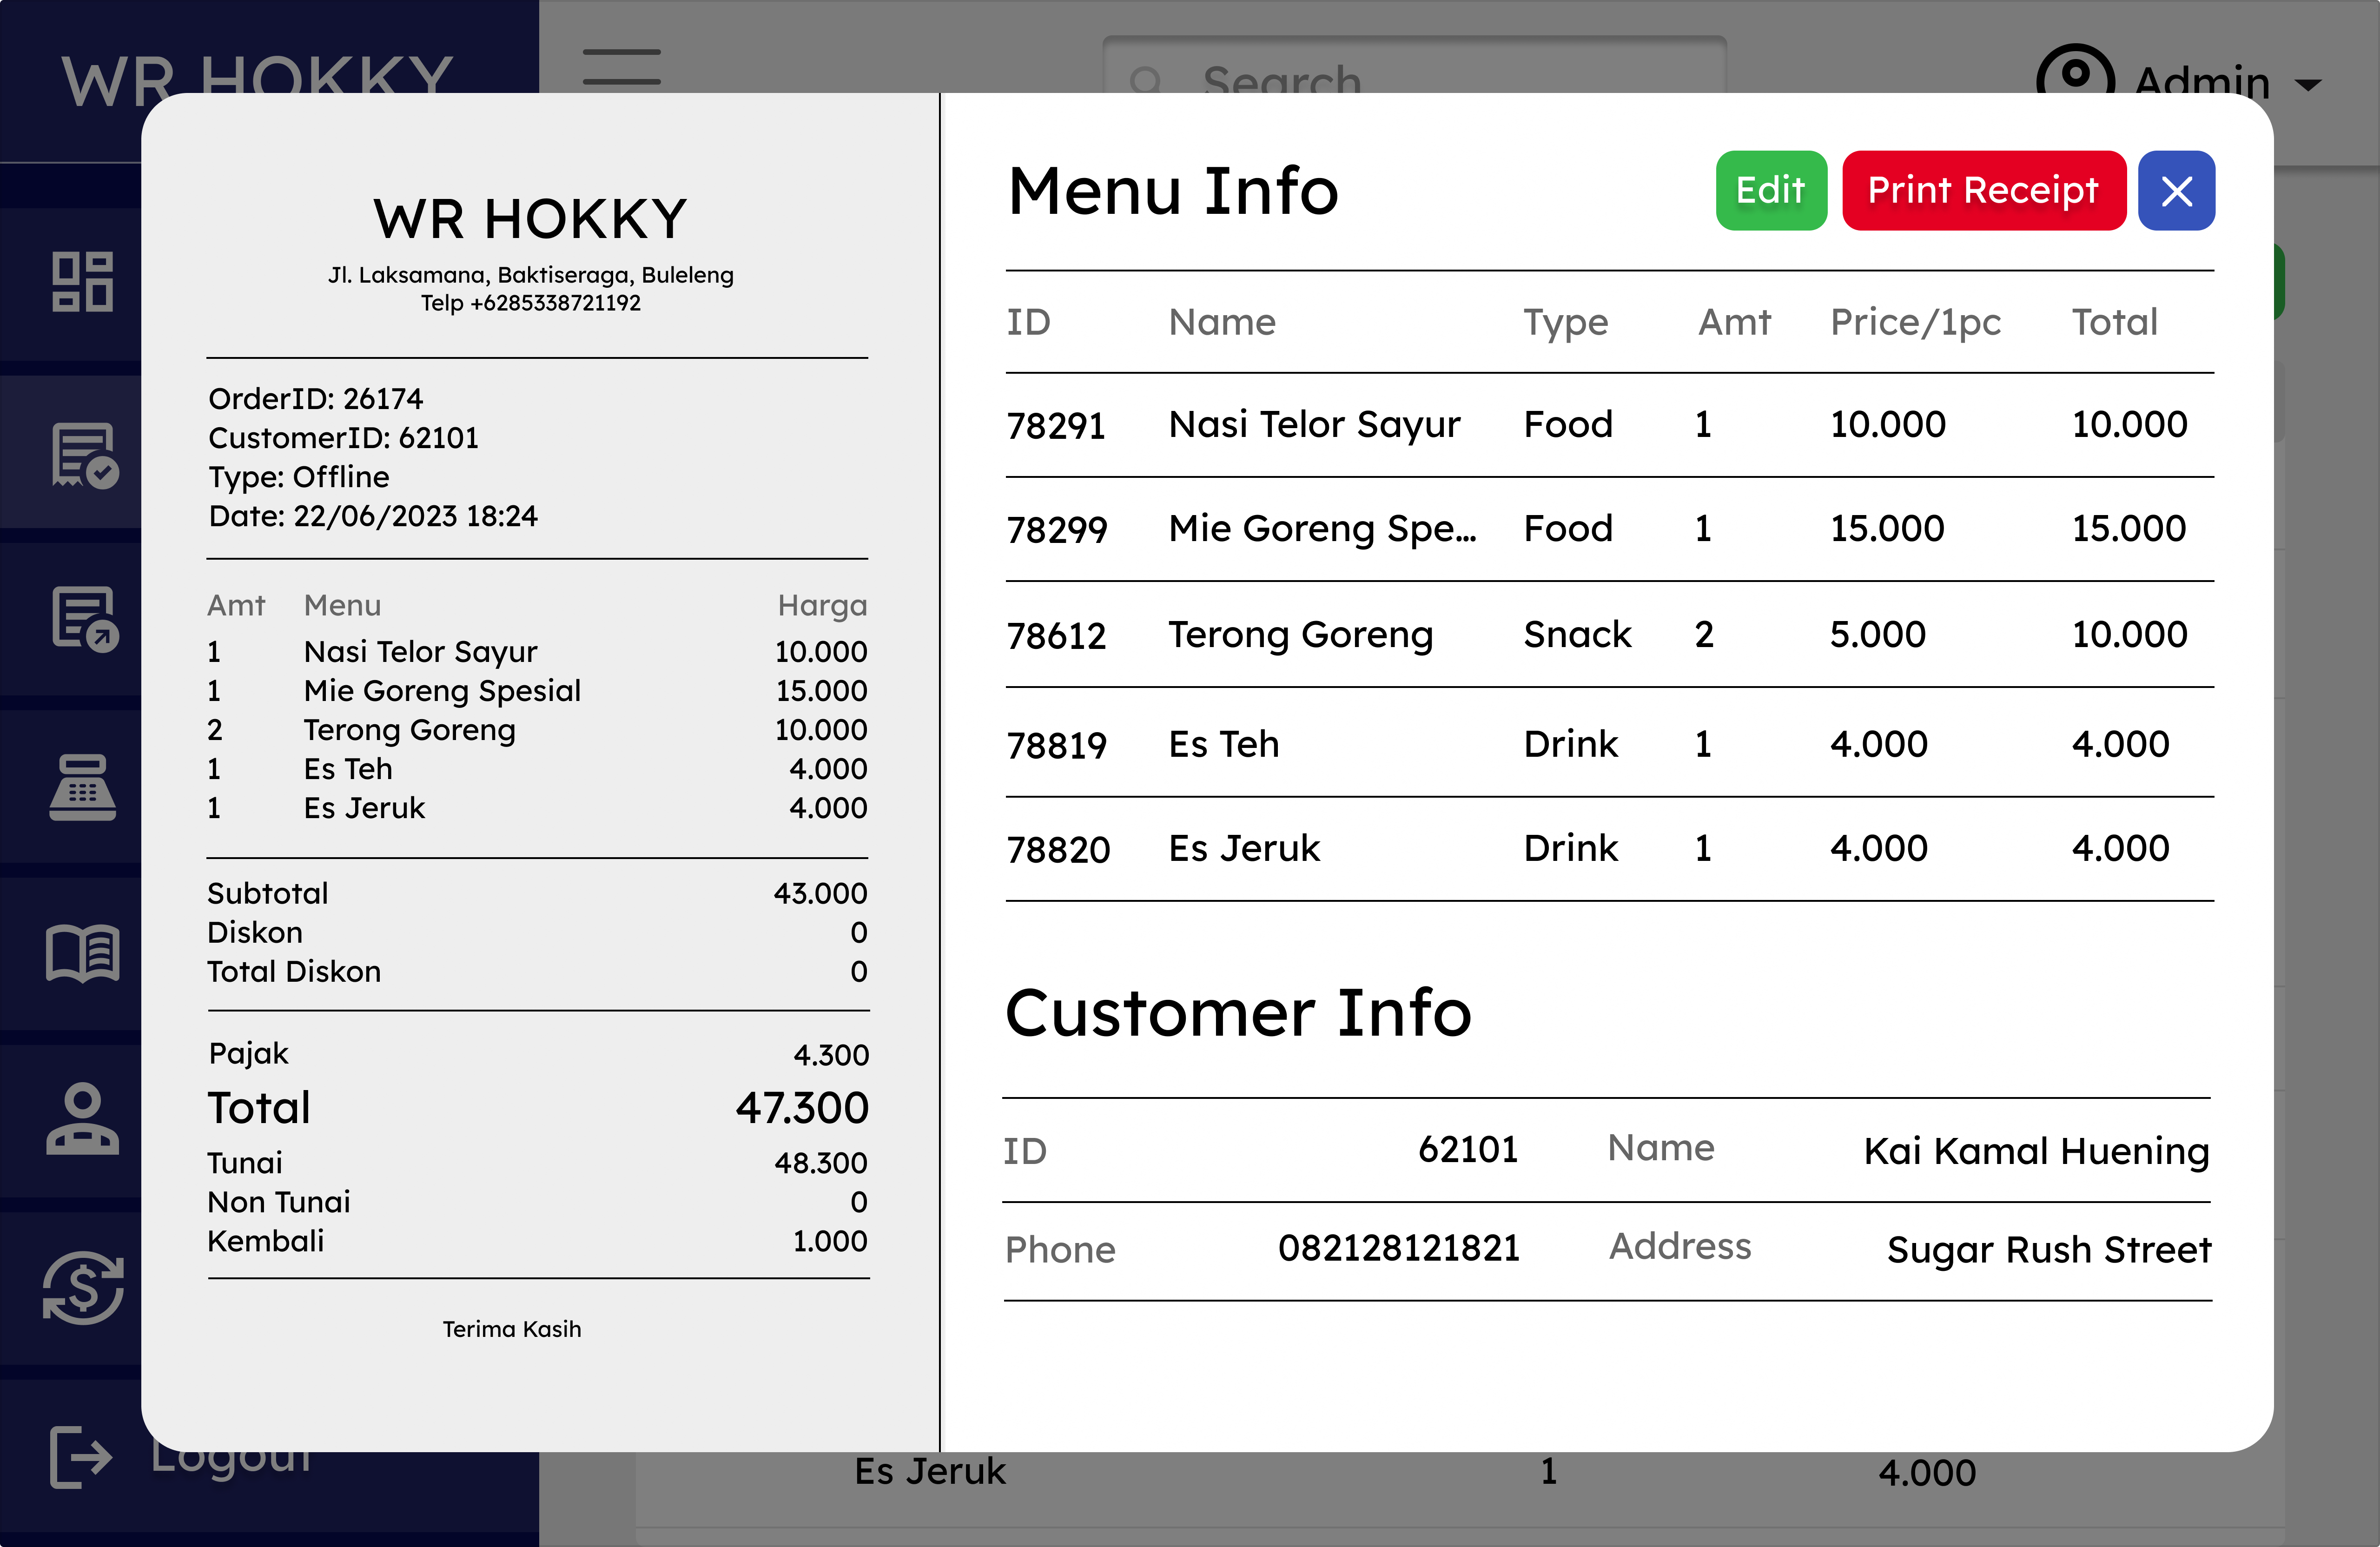 WR HOKKY
Search
Admin
WR HOKKY
Jl. Laksamana, Baktiseraga, Buleleng
Telp +6285338721192
OrderID: 26174
CustomerID: 62101
Type: Offline
Date: 22/06/2023 18:24
Amt Menu Harga
1 Nasi Telor Sayur 10.000
1 Mie Goreng Spesial 15.000
2 Terong Goreng 10.000
1 Es Teh 4.000
1 Es Jeruk 4.000
Subtotal 43.000
Diskon 0
Total Diskon 0
Pajak 4.300
Total 47.300
Tunai 48.300
Non Tunai 0
Kembali 1.000
Terima Kasih
Menu Info
Edit
Print Receipt
ID Name Type Amt Price/1pc Total
78291 Nasi Telor Sayur Food 1 10.000 10.000
78299 Mie Goreng Spe... Food 1 15.000 15.000
78612 Terong Goreng Snack 2 5.000 10.000
78819 Es Teh Drink 1 4.000 4.000
78820 Es Jeruk Drink 1 4.000 4.000
Customer Info
ID 62101 Name Kai Kamal Huening
Phone 082128121821 Address Sugar Rush Street
Logout
Es Jeruk 1 4.000